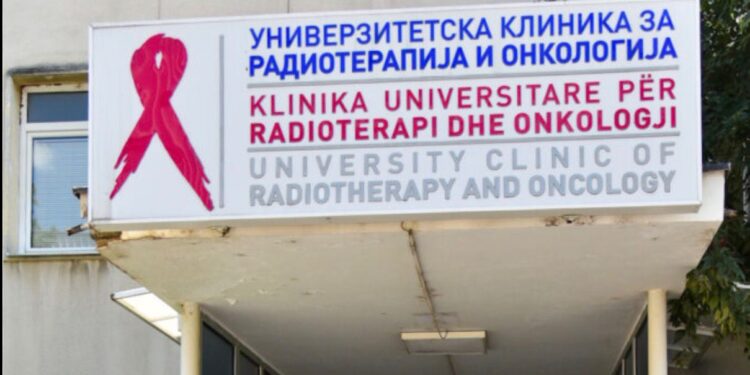 УНИВЕРЗИТЕТСКА КЛИНИКА ЗА
РАДИОТЕРАПИЈА И ОНКОЛОГИЈА
KLINIKA UNIVERSITARE PËR
RADIOTERAPI DHE ONKOLOGJI
UNIVERSITY CLINIC OF
RADIOTHERAPY AND ONCOLOGY